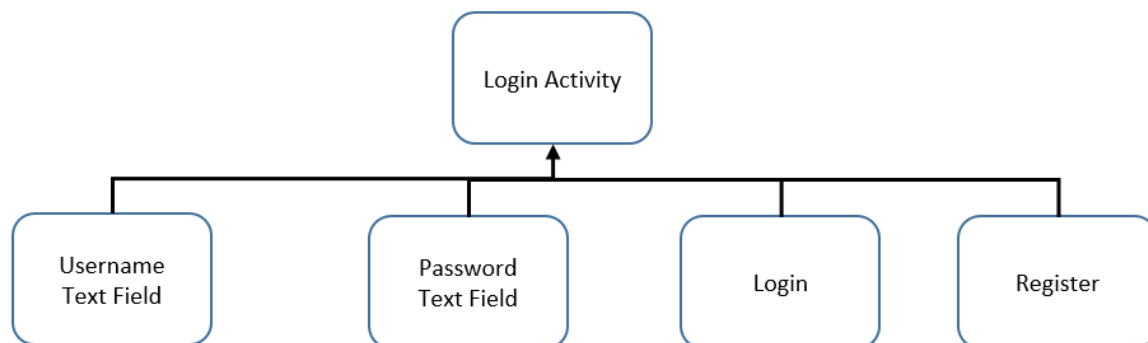 Login Activity
Username
Text Field
Password
Text Field
Login
Register